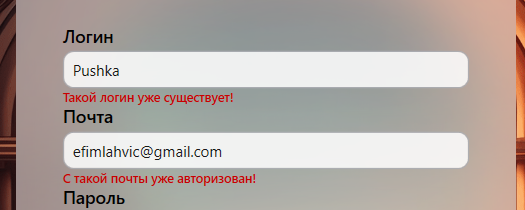 Логин
Pushka
Такой логин уже существует!
Почта
efimlahvic@gmail.com
С такой почты уже авторизован!
Пароль